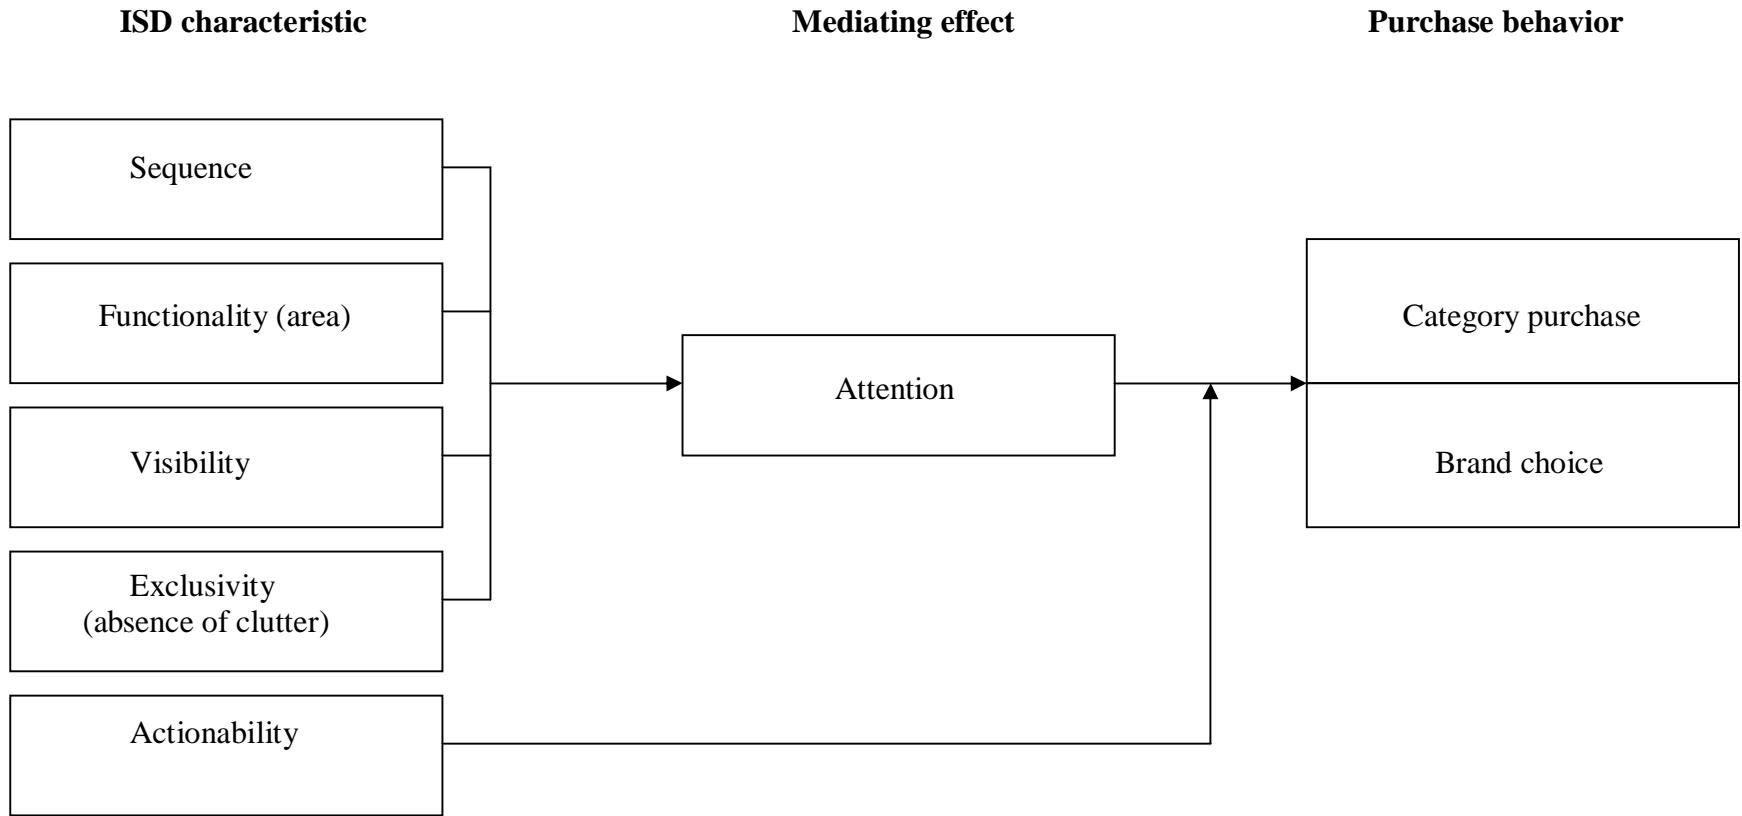 ISD characteristic
Mediating effect
Purchase behavior
Sequence
Functionality (area)
Visibility
Exclusivity
(absence of clutter)
Actionability
Attention
Category purchase
Brand choice